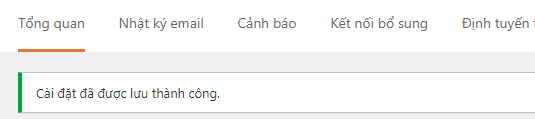 Tổng quan Nhật ký email Cảnh báo Kết nối bổ sung Định tuyến
Cài đặt đã được lưu thành công.